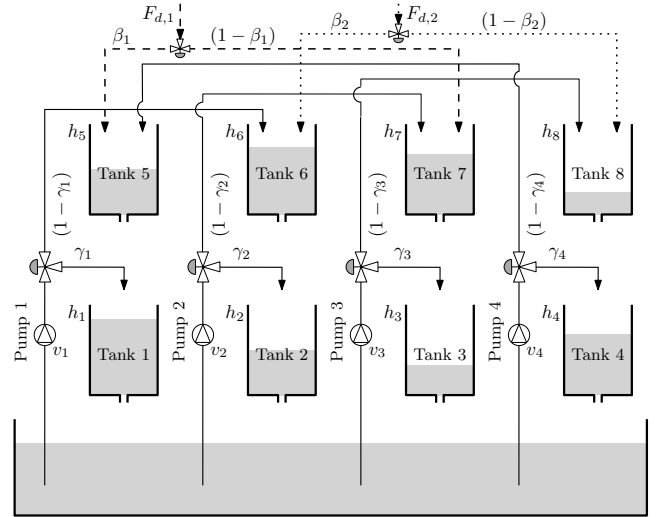 F_{d,1}
F_{d,2}
β_1
(1 − β_1)
β_2
(1 − β_2)
h_5
h_6
h_7
h_8
Tank 5
Tank 6
Tank 7
Tank 8
(1 − γ_1)
(1 − γ_2)
(1 − γ_3)
(1 − γ_4)
γ_1
γ_2
γ_3
γ_4
Pump 1
Pump 2
Pump 3
Pump 4
h_1
h_2
h_3
h_4
v_1
Tank 1
v_2
Tank 2
v_3
Tank 3
v_4
Tank 4